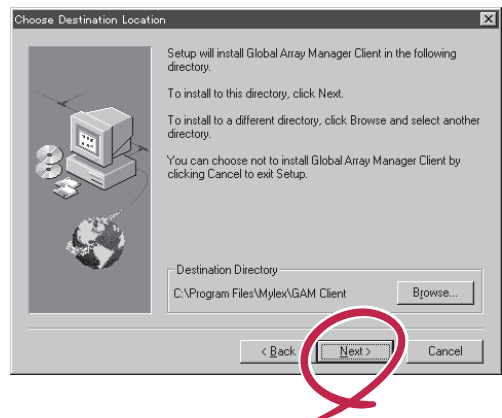 Choose Destination Location
Setup will install Global Array Manager Client in the following
directory.
To install to this directory, click Next.
To install to a different directory, click Browse and select another
directory.
You can choose not to install Global Array Manager Client by
clicking Cancel to exit Setup.
Destination Directory
C:\Program Files\Mylex\GAM Client
Browse...
< Back
Next >
Cancel